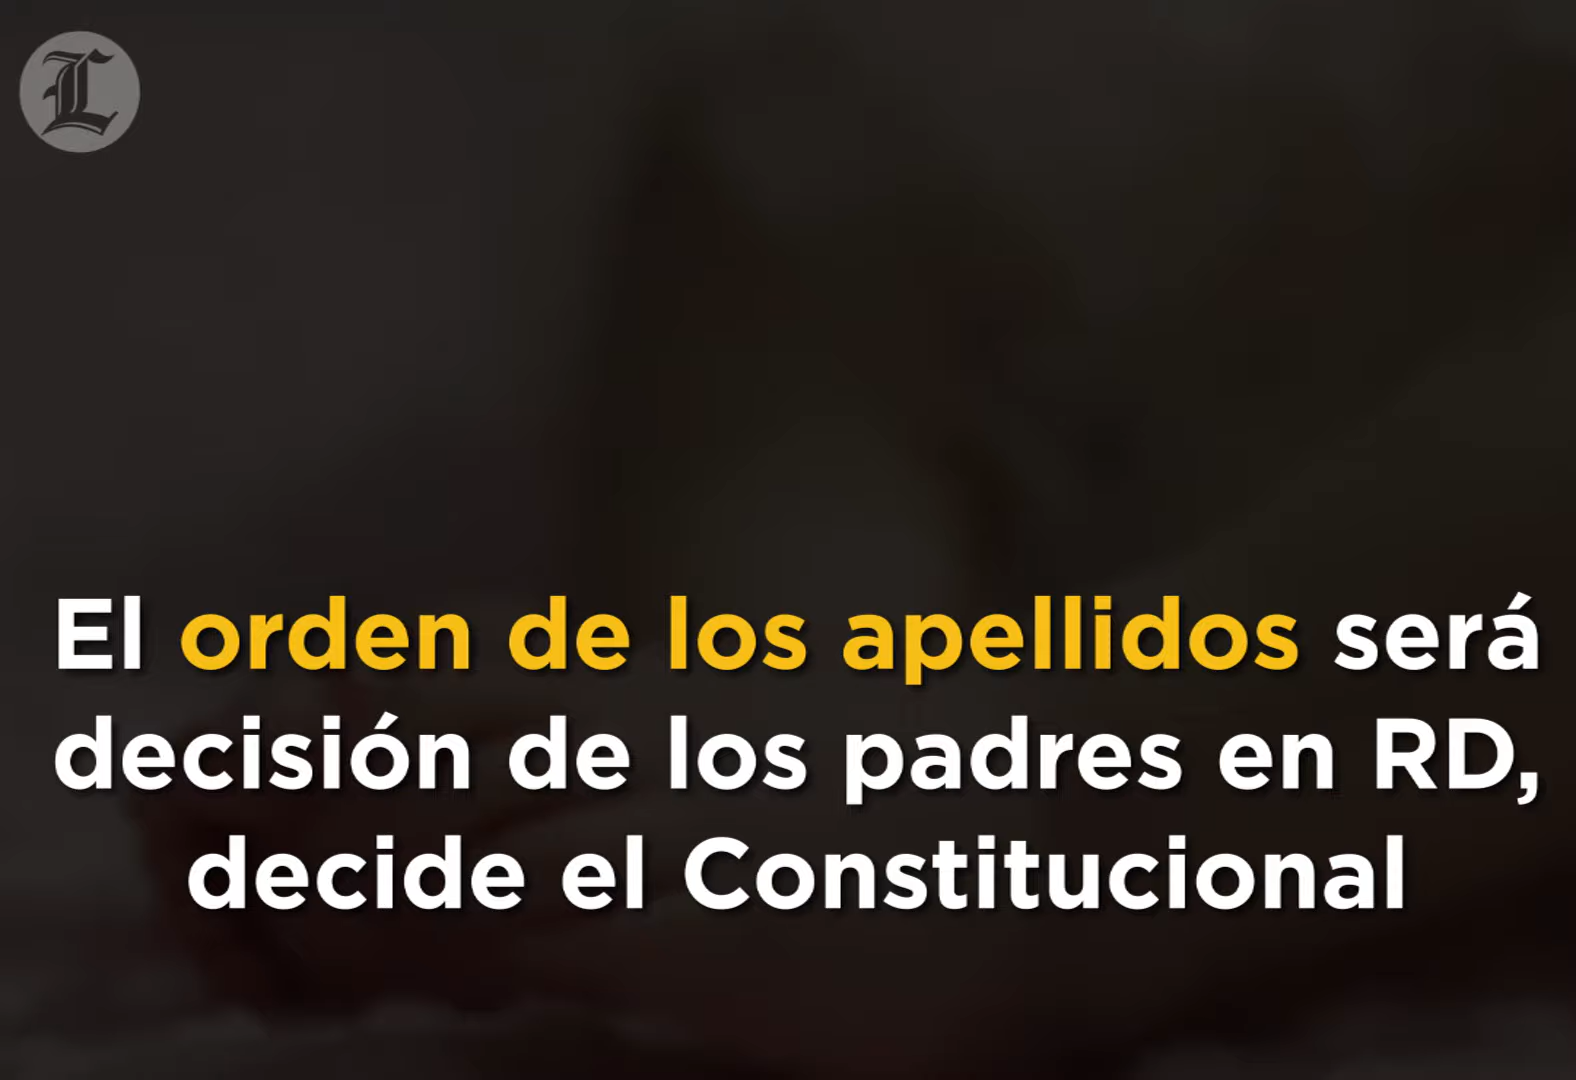 L
El orden de los apellidos será
decisión de los padres en RD,
decide el Constitucional